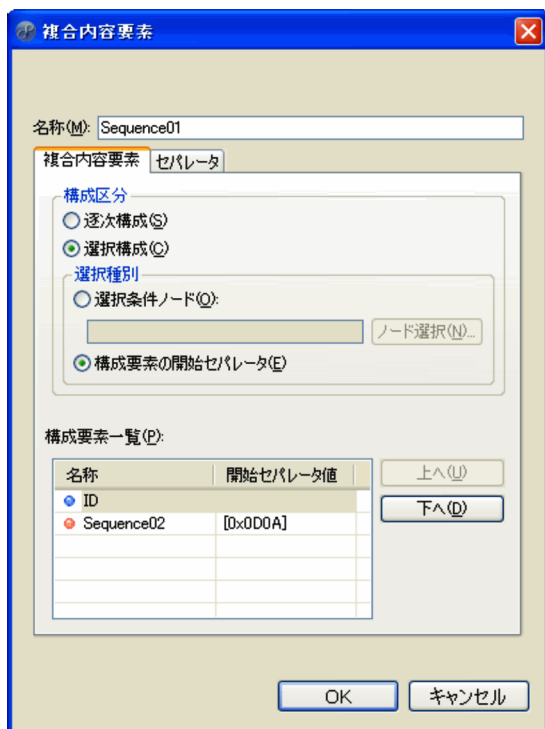 複合内容要素
名称(M): Sequence01
複合内容要素 セパレータ
構成区分
逐次構成(S)
選択構成(C)
選択種別
選択条件ノード(O):
ノード選択(N)...
構成要素の開始セパレータ(E)
構成要素一覧(P):
名称 開始セパレータ値 上へ(U)
ID
Sequence02 [0x0D0A] 下へ(D)
OK キャンセル